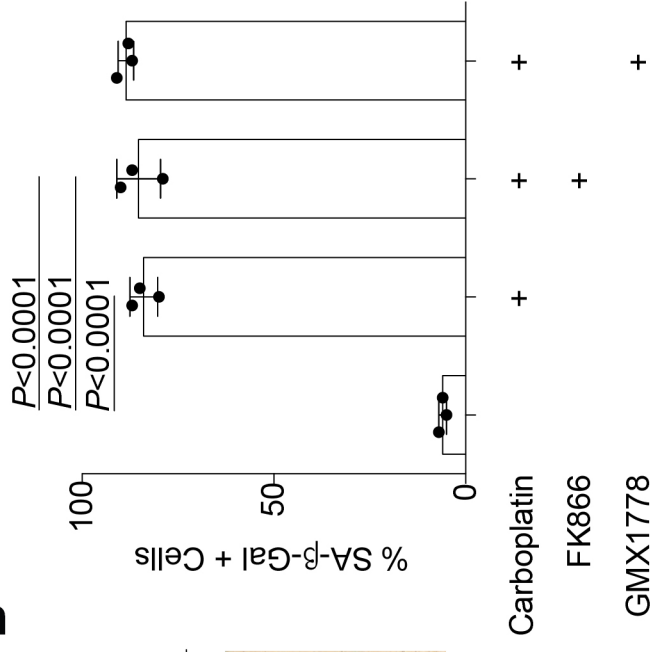 P<0.0001
P<0.0001
P<0.0001
100
50
0
% SA-β-Gal + Cells
Carboplatin + + +
FK866 +
GMX1778 +